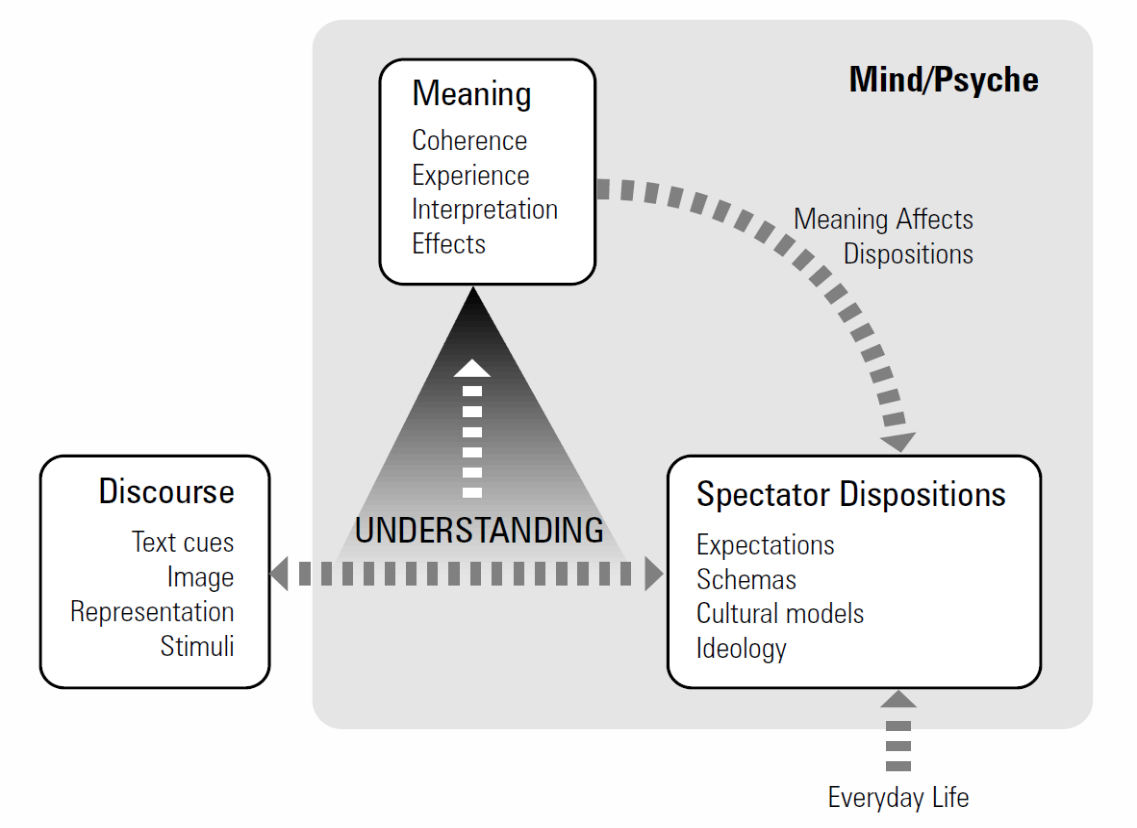 Mind/Psyche
Meaning
Coherence
Experience
Interpretation
Effects
Meaning Affects
Dispositions
Discourse
Text cues
Image
Representation
Stimuli
UNDERSTANDING
Spectator Dispositions
Expectations
Schemas
Cultural models
Ideology
Everyday Life